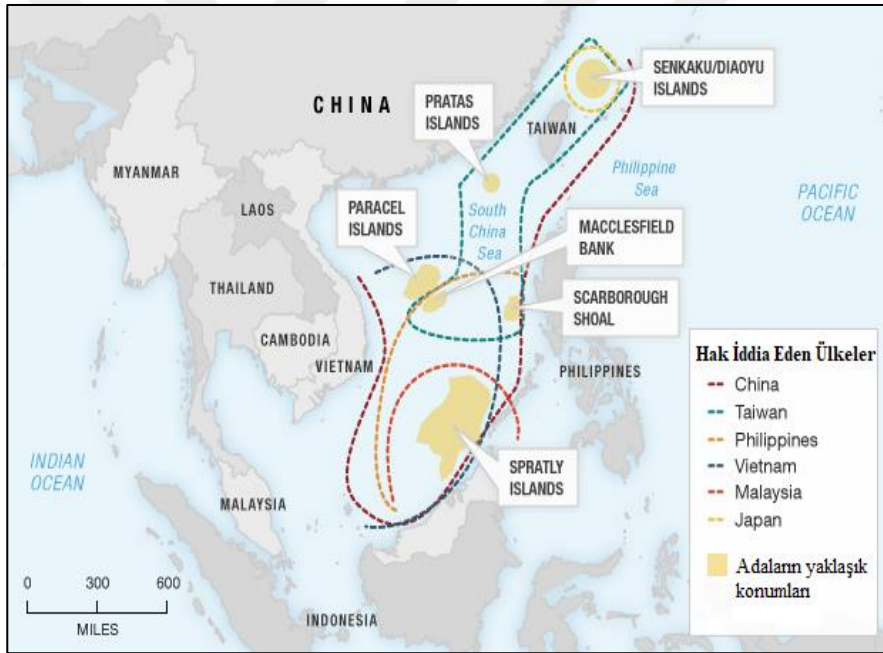 CHINA
MYANMAR
LAOS
THAILAND
CAMBODIA
VIETNAM
MALAYSIA
INDONESIA
PHILIPPINES
TAIWAN
PRATAS
ISLANDS
PARACEL
ISLANDS
SENKAKU/DIAOYU
ISLANDS
MACCLESFIELD
BANK
SCARBOROUGH
SHOAL
SPRATLY
ISLANDS
South
China
Sea
Philippine
Sea
PACIFIC
OCEAN
INDIAN
OCEAN
Hak İddia Eden Ülkeler
China
Taiwan
Philippines
Vietnam
Malaysia
Japan
Adaların yaklaşık
konumları
0 300 600
MILES